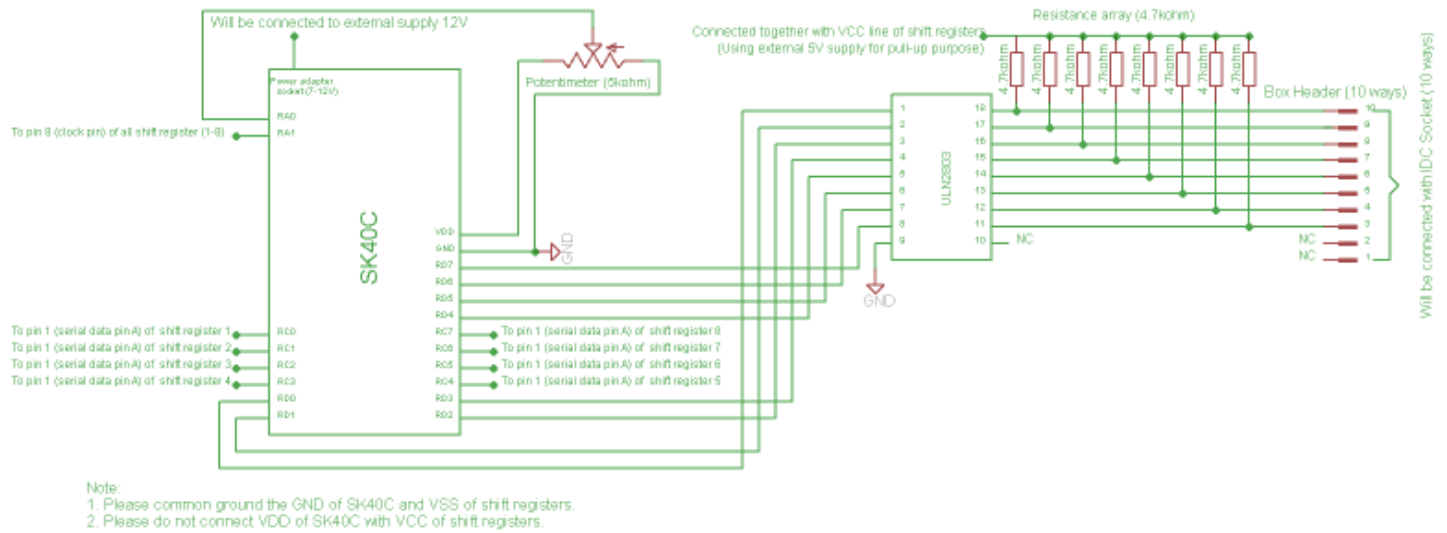 Will be connected to external supply 12V
Resistance array (4.7kohm)
Connected together with VCC line of shift registers
(Using external 5V supply for pull-up purpose)
4.7kohm
4.7kohm
4.7kohm
4.7kohm
4.7kohm
4.7kohm
4.7kohm
4.7kohm
Potentimeter (5kohm)
Power adapter
socket(7-12V)
Box Header (10 ways)
Will be connected with IDC Socket (10 ways)
RA0
To pin 8 (clock pin) of all shift register (1-8)
RA1
SK40C
VDD
GND
GND
RD7
RD6
RD5
RD4
To pin 1 (serial data pin A) of shift register 1
RC0
RC7
To pin 1 (serial data pin A) of shift register 8
To pin 1 (serial data pin A) of shift register 2
RC1
RC6
To pin 1 (serial data pin A) of shift register 7
To pin 1 (serial data pin A) of shift register 3
RC2
RC5
To pin 1 (serial data pin A) of shift register 6
To pin 1 (serial data pin A) of shift register 4
RC3
RC4
To pin 1 (serial data pin A) of shift register 5
RD0
RD3
RD1
RD2
ULN2803
1
2
3
4
5
6
7
8
9
18
17
16
15
14
13
12
11
10
NC
GND
10
9
8
7
6
5
4
3
NC
2
NC
1
Note:
1. Please common ground the GND of SK40C and VSS of shift registers.
2. Please do not connect VDD of SK40C with VCC of shift registers.